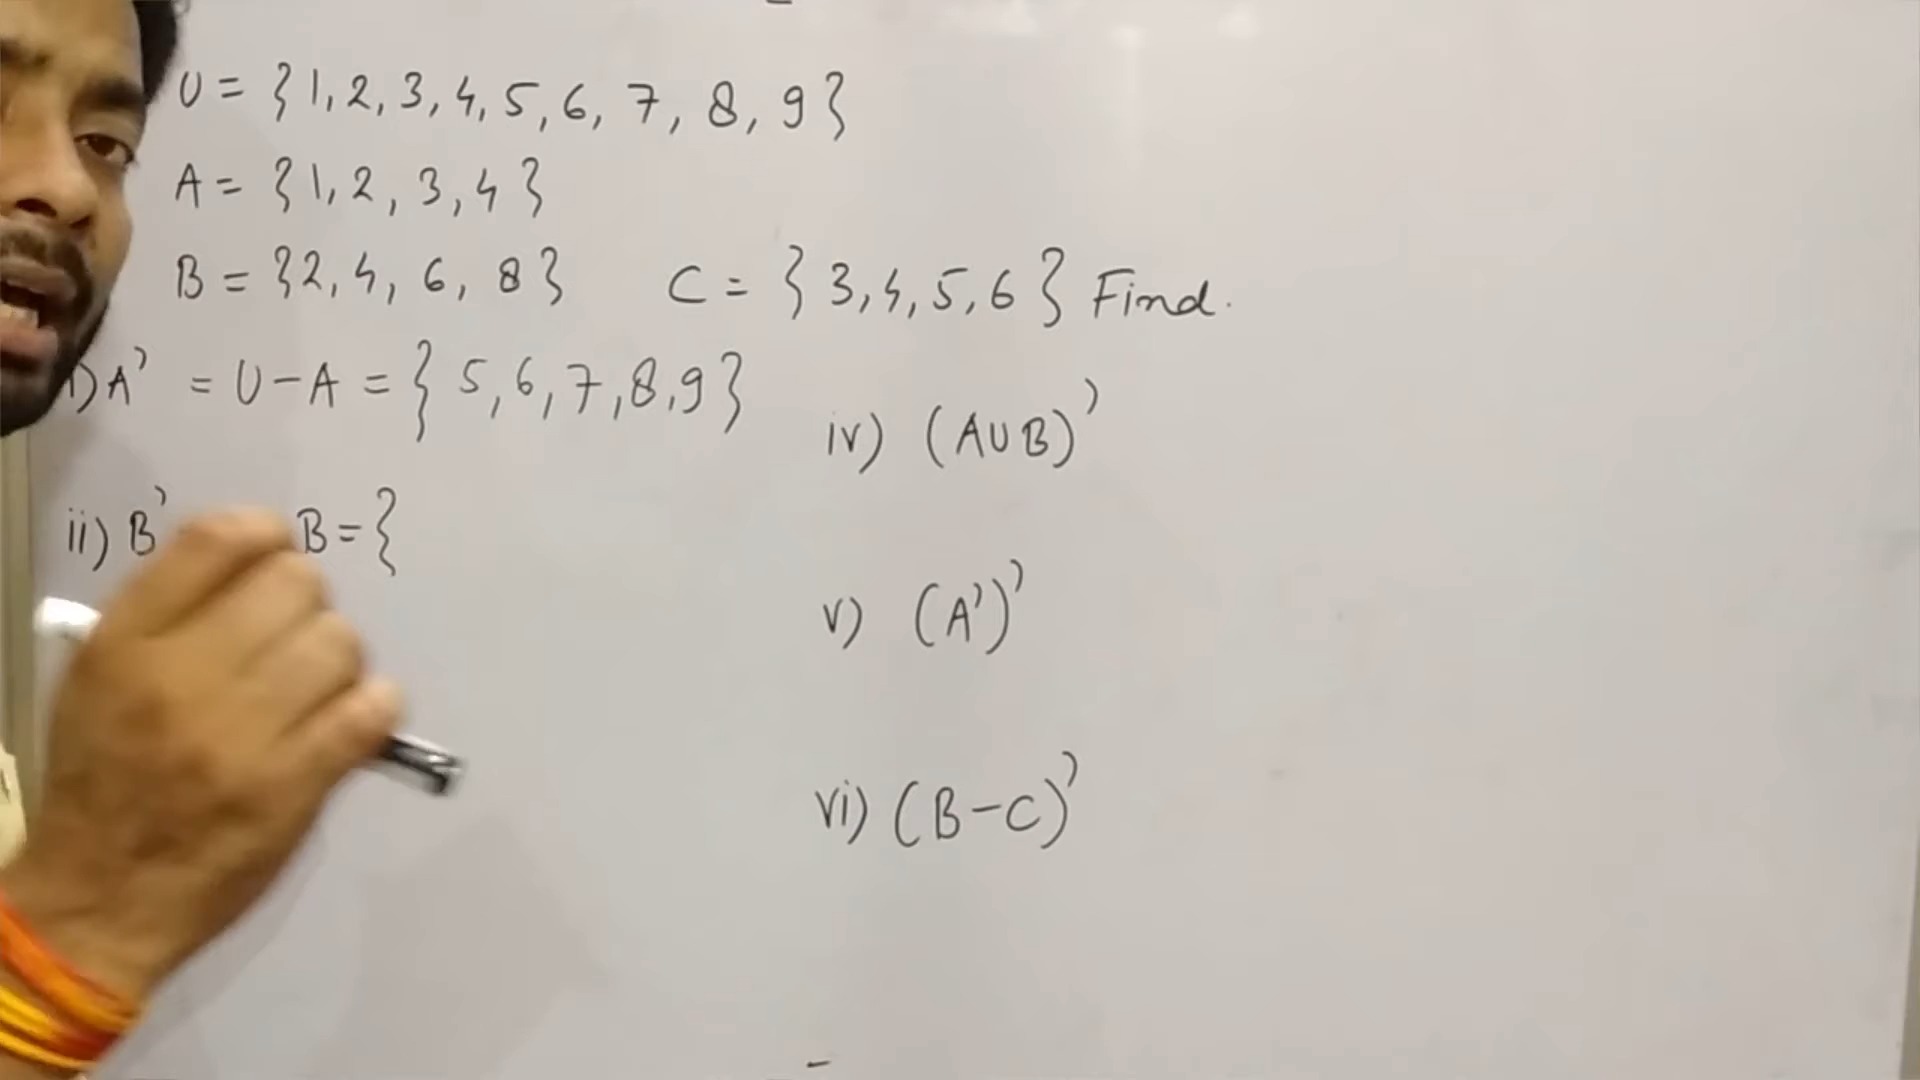 U = {1, 2, 3, 4, 5, 6, 7, 8, 9}
A = {1, 2, 3, 4}
B = {2, 4, 6, 8} C = {3, 4, 5, 6} Find.
i) A' = U - A = {5, 6, 7, 8, 9}
iv) (A∪B)'
ii) B' B = {
v) (A')'
vi) (B - C)'